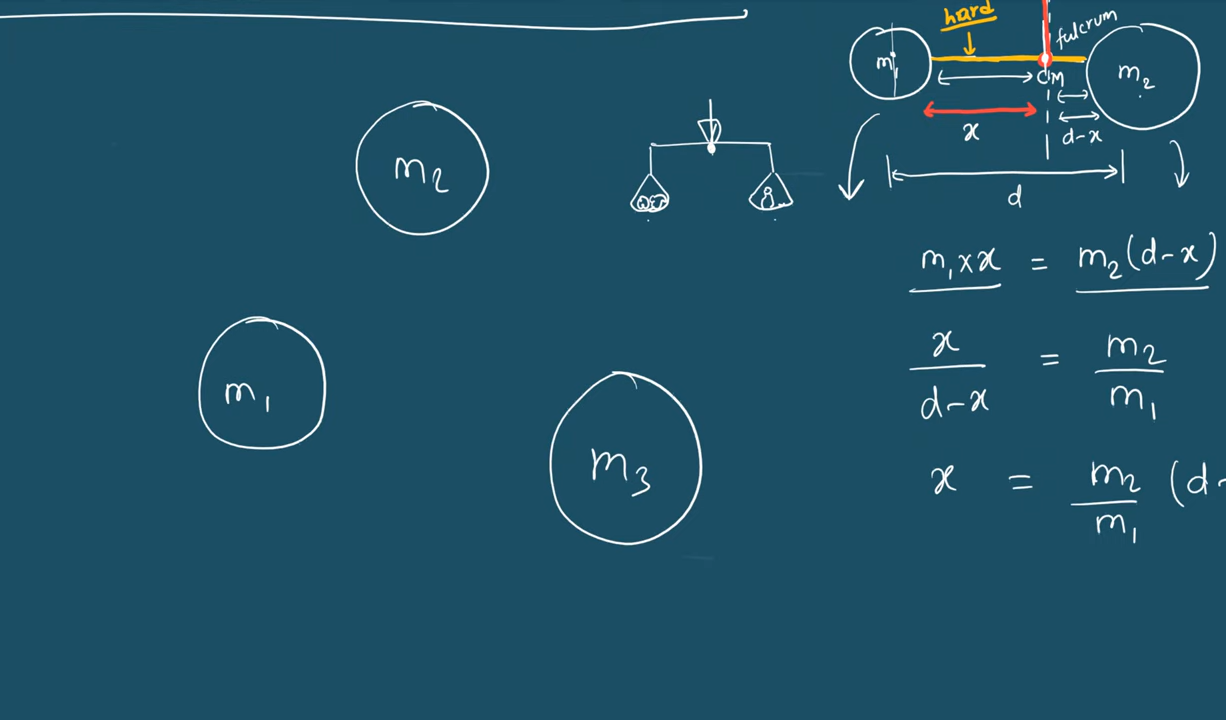 hard
fulcrum
m₁
CM
m₂
x
d-x
d
m₂
m₁
m₃
m₁×x = m₂(d-x)
x/(d-x) = m₂/m₁
x = m₂/m₁ (d-